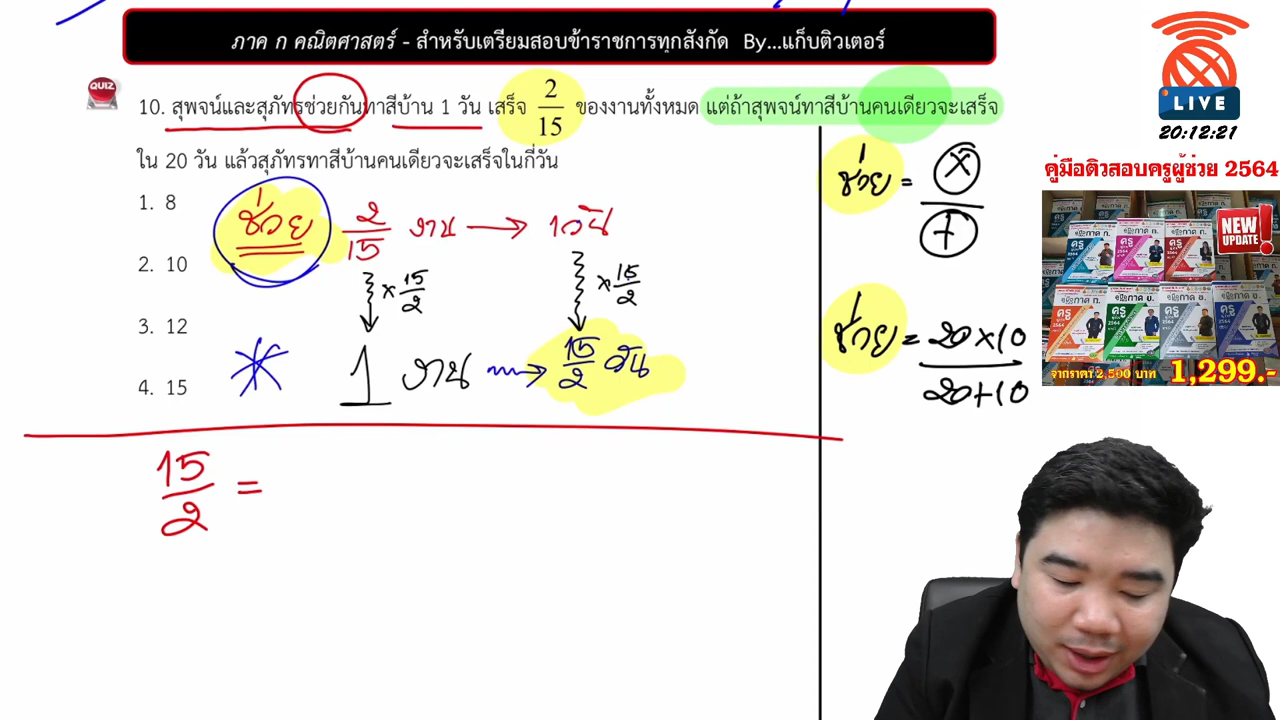 ภาค ก คณิตศาสตร์ - สำหรับเตรียมสอบข้าราชการทุกสังกัด By...แก็บติวเตอร์
QUIZ
10. สุพจน์และสุภัทรช่วยกันทาสีบ้าน 1 วัน เสร็จ 2/15 ของงานทั้งหมด แต่ถ้าสุพจน์ทาสีบ้านคนเดียวจะเสร็จ
ใน 20 วัน แล้วสุภัทรทาสีบ้านคนเดียวจะเสร็จในกี่วัน
1. 8
2. 10
3. 12
4. 15
ช่วย 2/15 งาน → 1 วัน
× 15/2 × 15/2
1 งาน → 15/2 วัน
15/2 =
ช่วย = ×/+
ช่วย = 20×10/20+10
LIVE
20:12:21
คู่มือติวสอบครูผู้ช่วย 2564
NEW UPDATE!
จากราคา 2,500 บาท 1,299.-